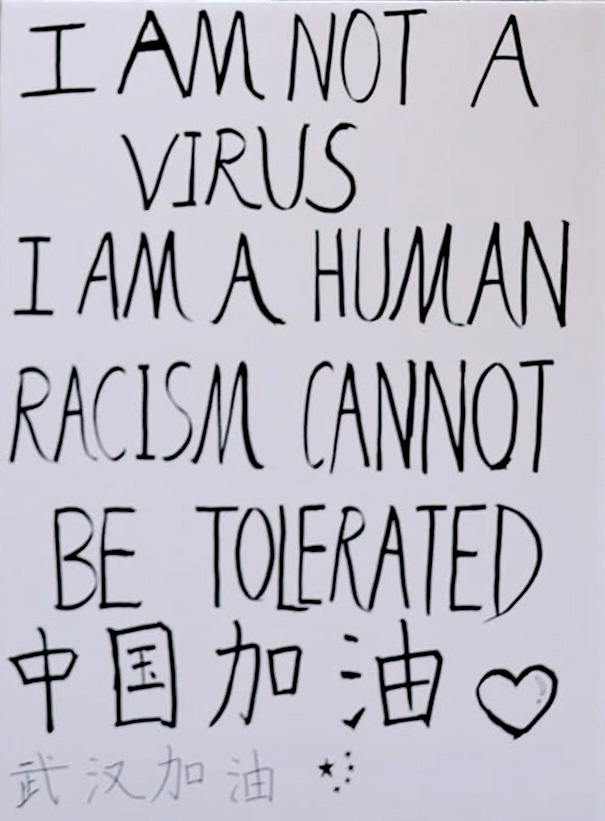 I AM NOT A
VIRUS
I AM A HUMAN
RACISM CANNOT
BE TOLERATED
中国加油
武汉加油